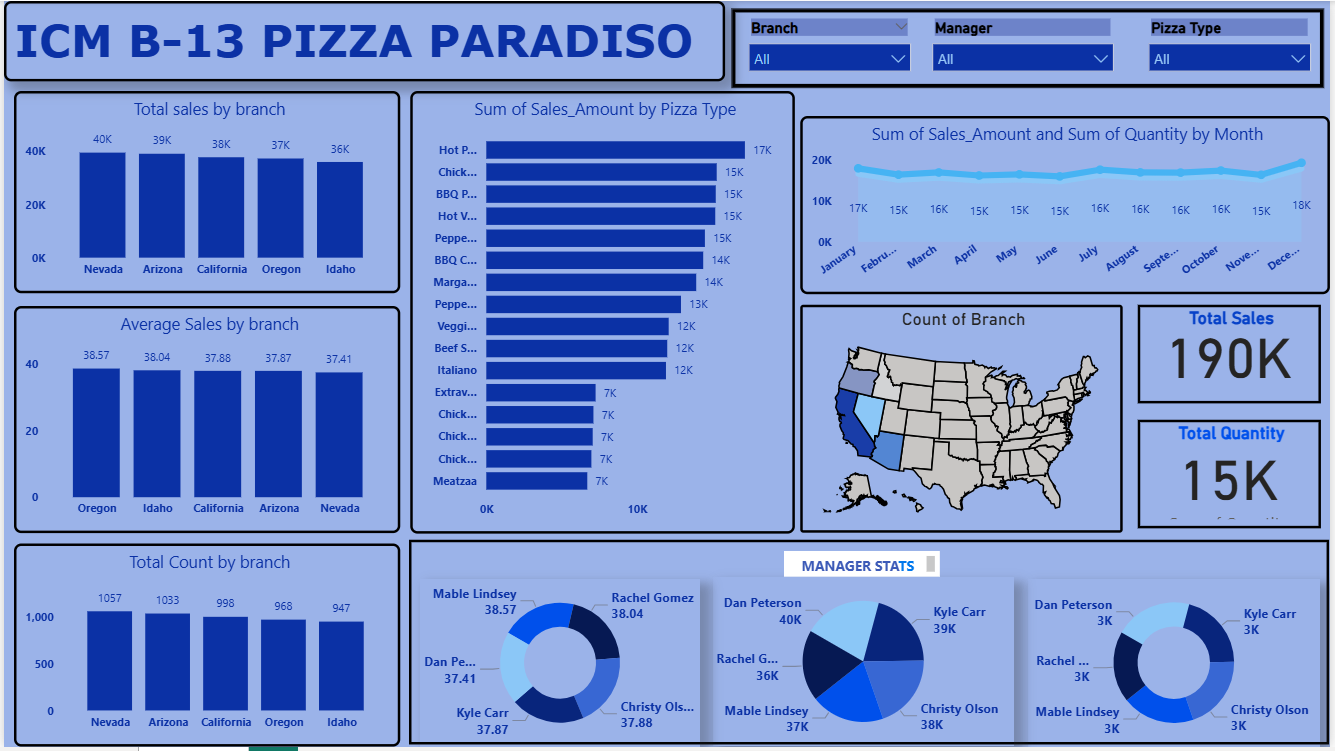 ICM B-13 PIZZA PARADISO
Branch
All
Manager
All
Pizza Type
All
Total sales by branch
40K
20K
0K
40K
39K
38K
37K
36K
Nevada
Arizona
California
Oregon
Idaho
Average Sales by branch
40
20
0
38.57
38.04
37.88
37.87
37.41
Oregon
Idaho
California
Arizona
Nevada
Total Count by branch
1,000
500
0
1057
1033
998
968
947
Nevada
Arizona
California
Oregon
Idaho
Sum of Sales_Amount by Pizza Type
Hot P... 17K
Chick... 15K
BBQ P... 15K
Hot V... 15K
Peppe... 15K
BBQ C... 14K
Marga... 14K
Peppe... 13K
Veggi... 12K
Beef S... 12K
Italiano 12K
Extrav... 7K
Chick... 7K
Chick... 7K
Chick... 7K
Meatzaa 7K
0K 10K
Sum of Sales_Amount and Sum of Quantity by Month
20K
10K
0K
17K 15K 16K 15K 15K 15K 16K 16K 16K 16K 15K 18K
January
Febru...
March
April
May
June
July
August
Septe...
October
Nove...
Dece...
Count of Branch
Total Sales
190K
Total Quantity
15K
MANAGER STATS
Mable Lindsey
38.57
Rachel Gomez
38.04
Dan Pe...
37.41
Kyle Carr
37.87
Christy Ols...
37.88
Dan Peterson
40K
Kyle Carr
39K
Rachel G...
36K
Mable Lindsey
37K
Christy Olson
38K
Dan Peterson
3K
Kyle Carr
3K
Rachel ...
3K
Mable Lindsey
3K
Christy Olson
3K